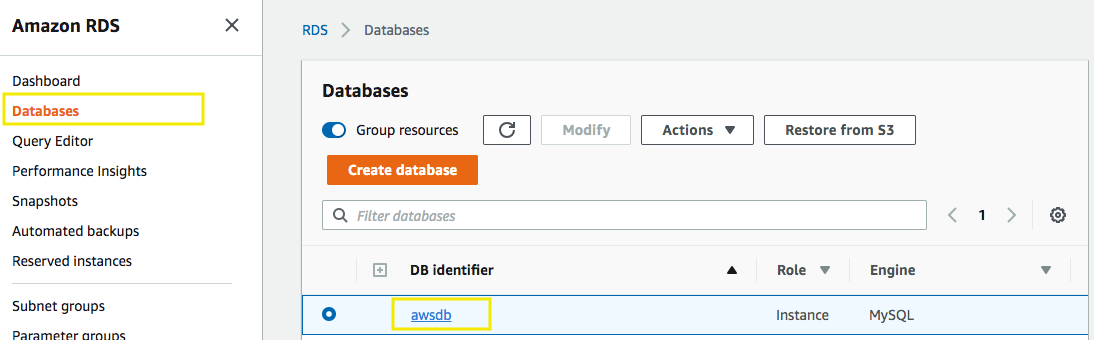 Amazon RDS
Dashboard
Databases
Query Editor
Performance Insights
Snapshots
Automated backups
Reserved instances
Subnet groups
Parameter groups
RDS Databases
Databases
Group resources Modify Actions Restore from S3
Create database
Filter databases 1
DB identifier Role Engine
awsdb Instance MySQL